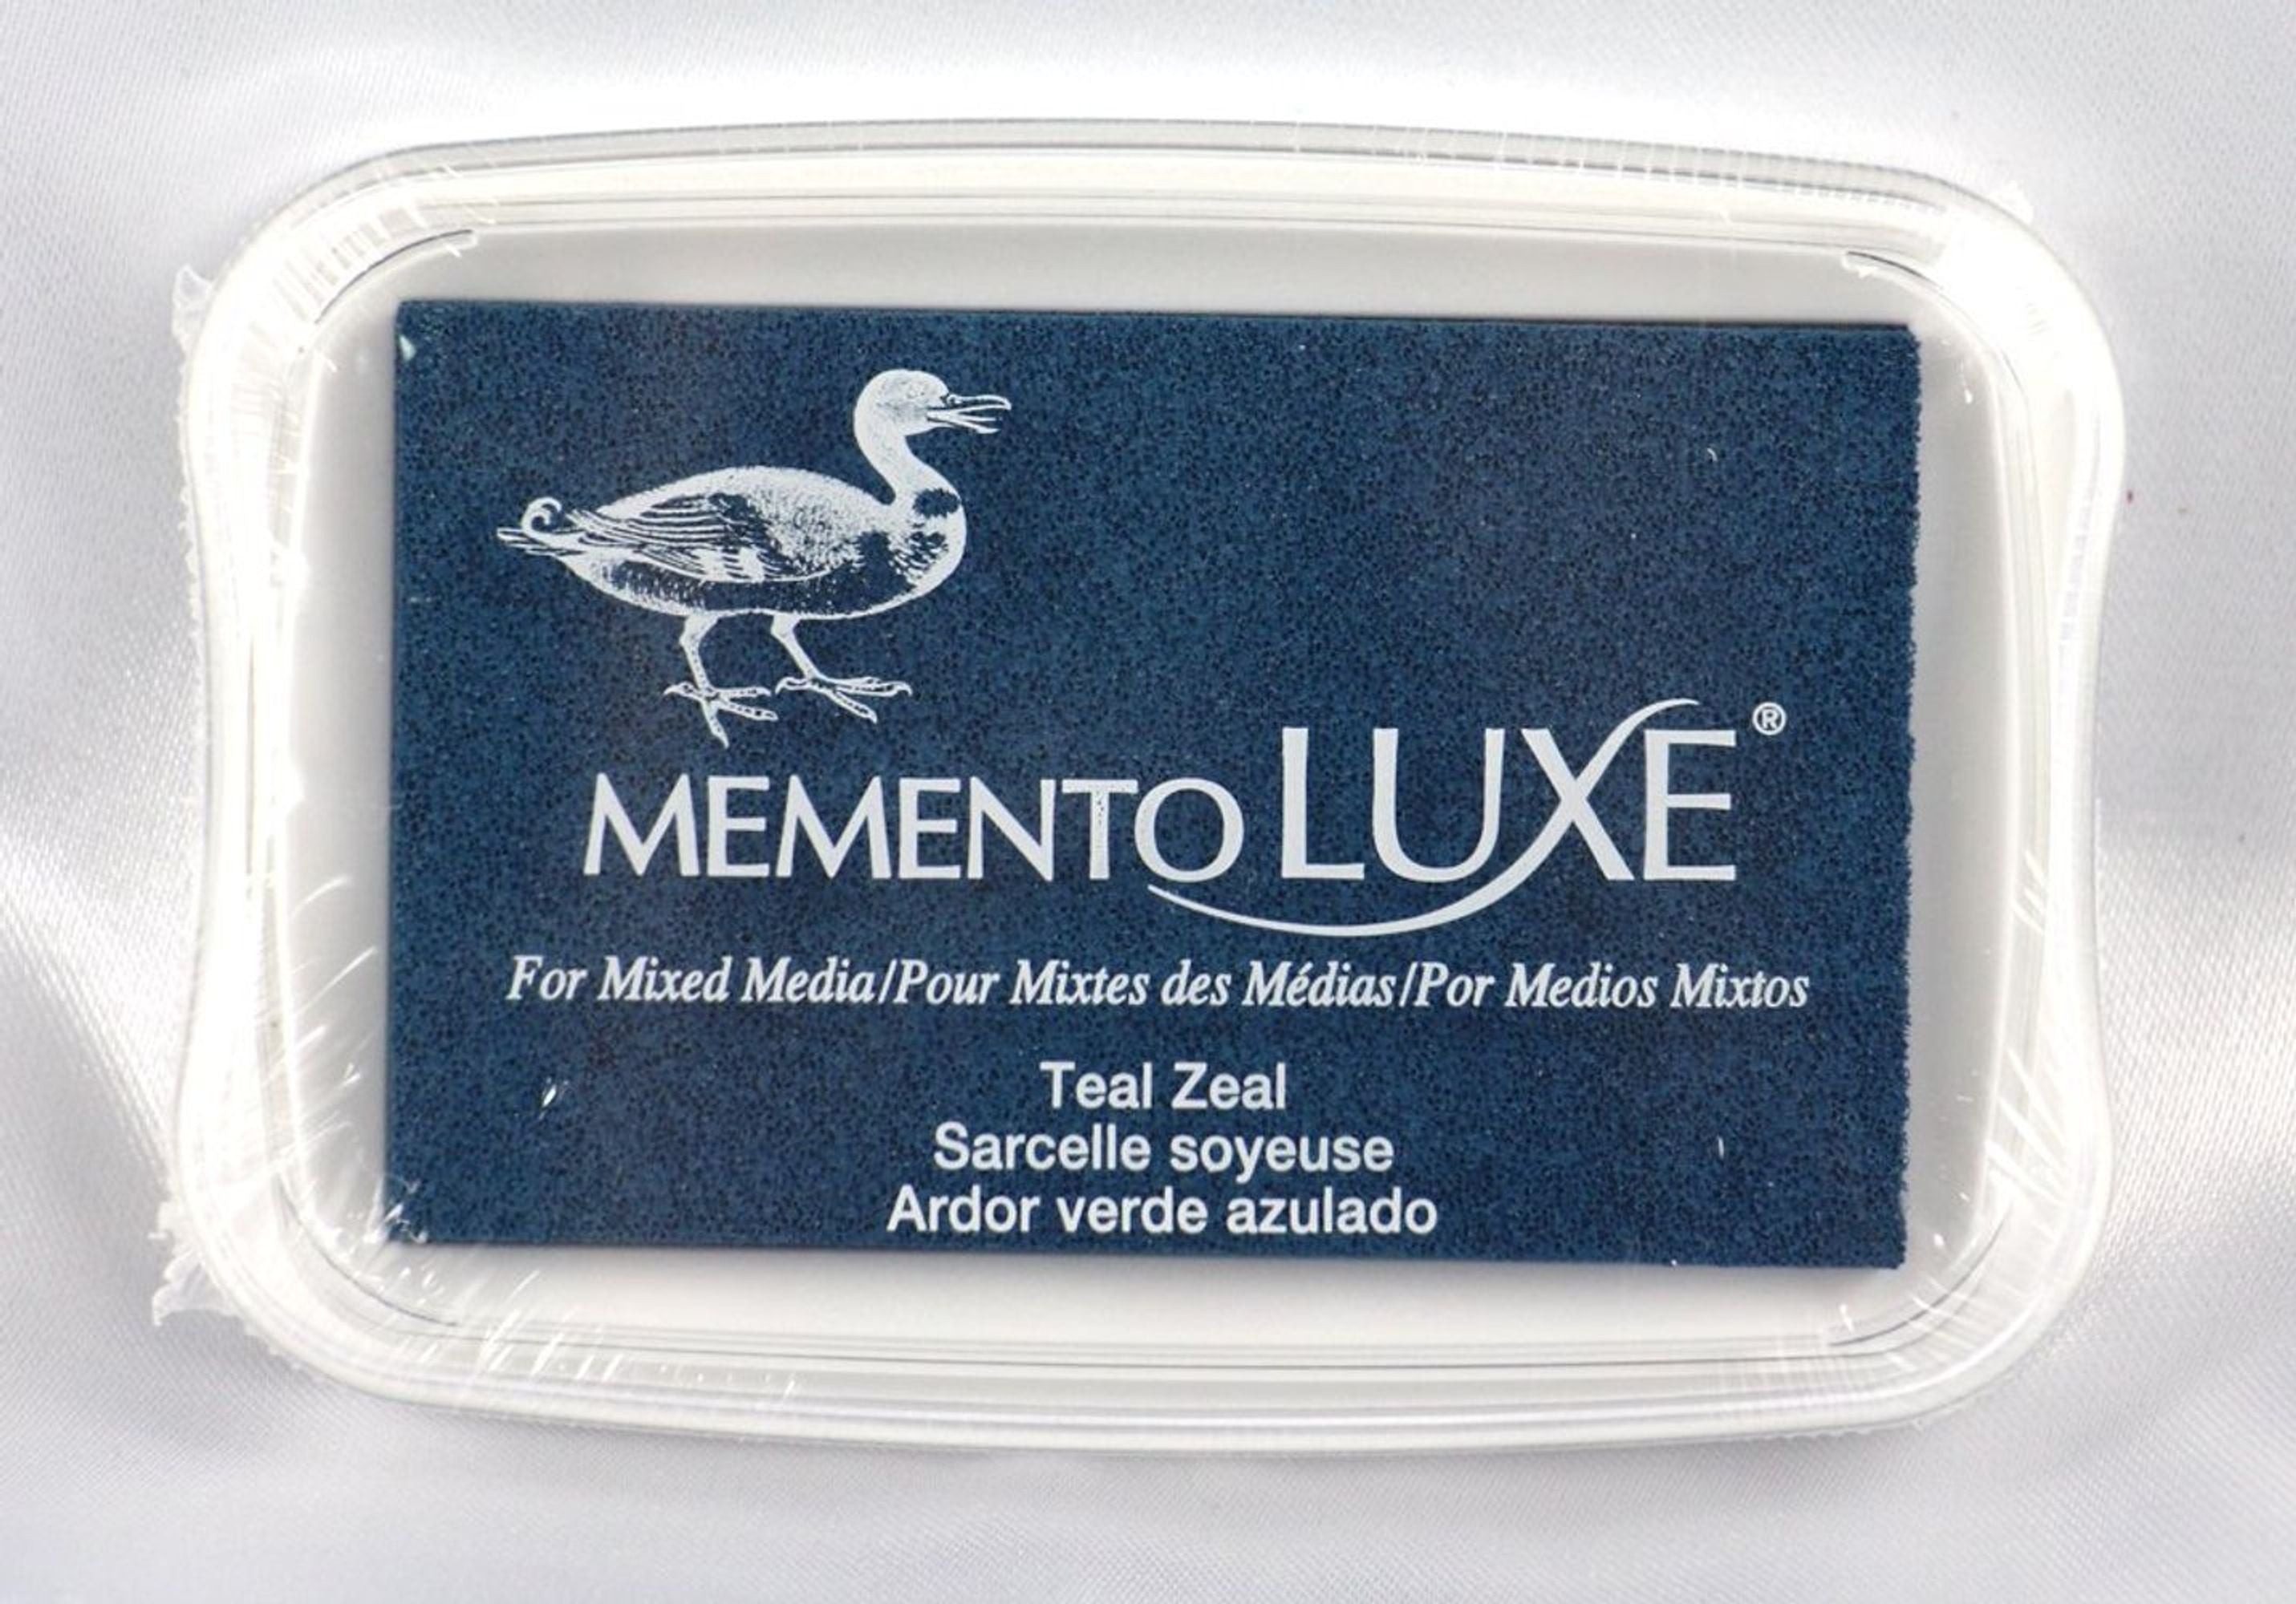 MEMENTO LUXE®
For Mixed Media/Pour Mixtes des Médias/Por Medios Mixtos
Teal Zeal
Sarcelle soyeuse
Ardor verde azulado